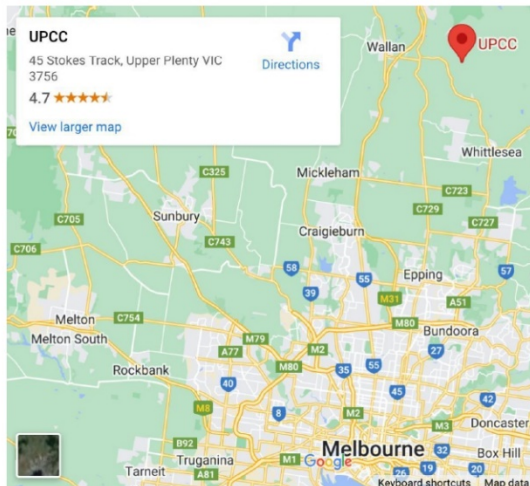 UPCC
45 Stokes Track, Upper Plenty VIC
3756
4.7
View larger map
Directions
Wallan
UPCC
Whittlesea
C325
Mickleham
C723
C705
Sunbury
C729
C727
C743
Craigieburn
C706
58
55
Epping
57
39
M31
A51
Melton
C754
M79
M80
Bundoora
Melton South
A77
M2
27
M80
35
55
Rockbank
40
45
M8
8
42
M2
M3
Doncaster
B92
Melbourne
32
Box Hill
Truganina
M1
Google
Tarneit
A81
26
19
20
Keyboard shortcuts
Map data